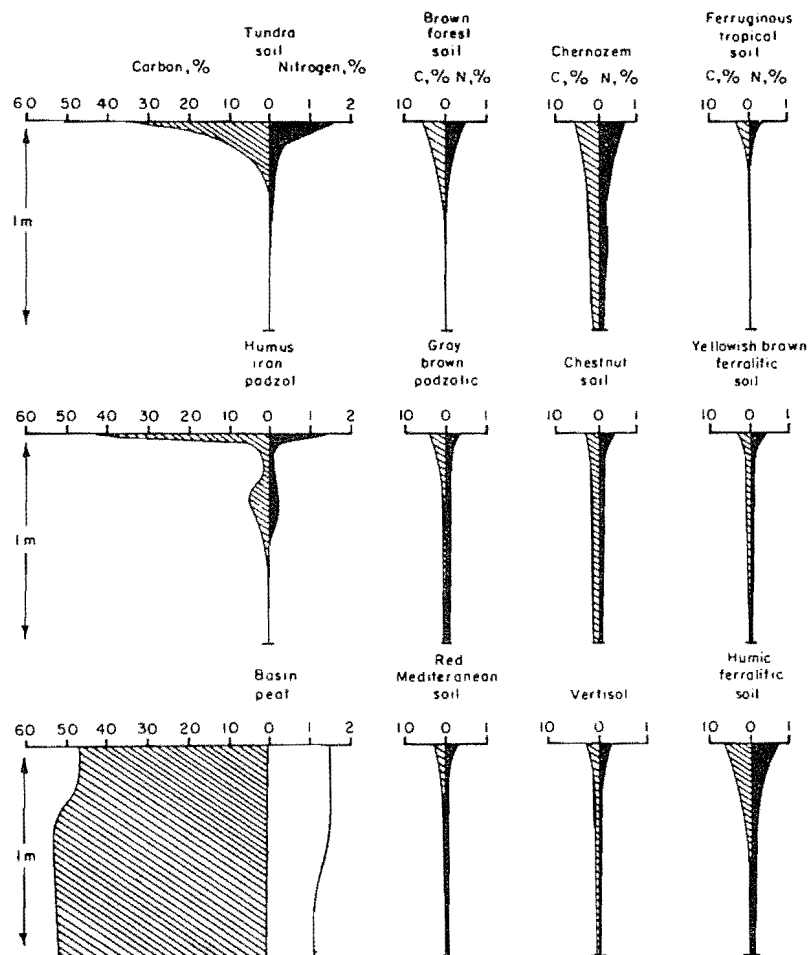 Tundra
soil
Carbon,% Nitrogen,%
Brown
forest
soil
C,% N,%
Chernozem
C,% N,%
Ferruginous
tropical
soil
C,% N,%
60 50 40 30 20 10 0 1 2
10 0 1
10 0 1
10 0 1
1m
Humus
iron
podzol
Gray
brown
podzolic
Chestnut
soil
Yellowish brown
ferralitic
soil
60 50 40 30 20 10 0 1 2
10 0 1
10 0 1
10 0 1
1m
Basin
peat
Red
Mediteranean
soil
Vertisol
Humic
ferralitic
soil
60 50 40 30 20 10 0 1 2
10 0 1
10 0 1
10 0 1
1m